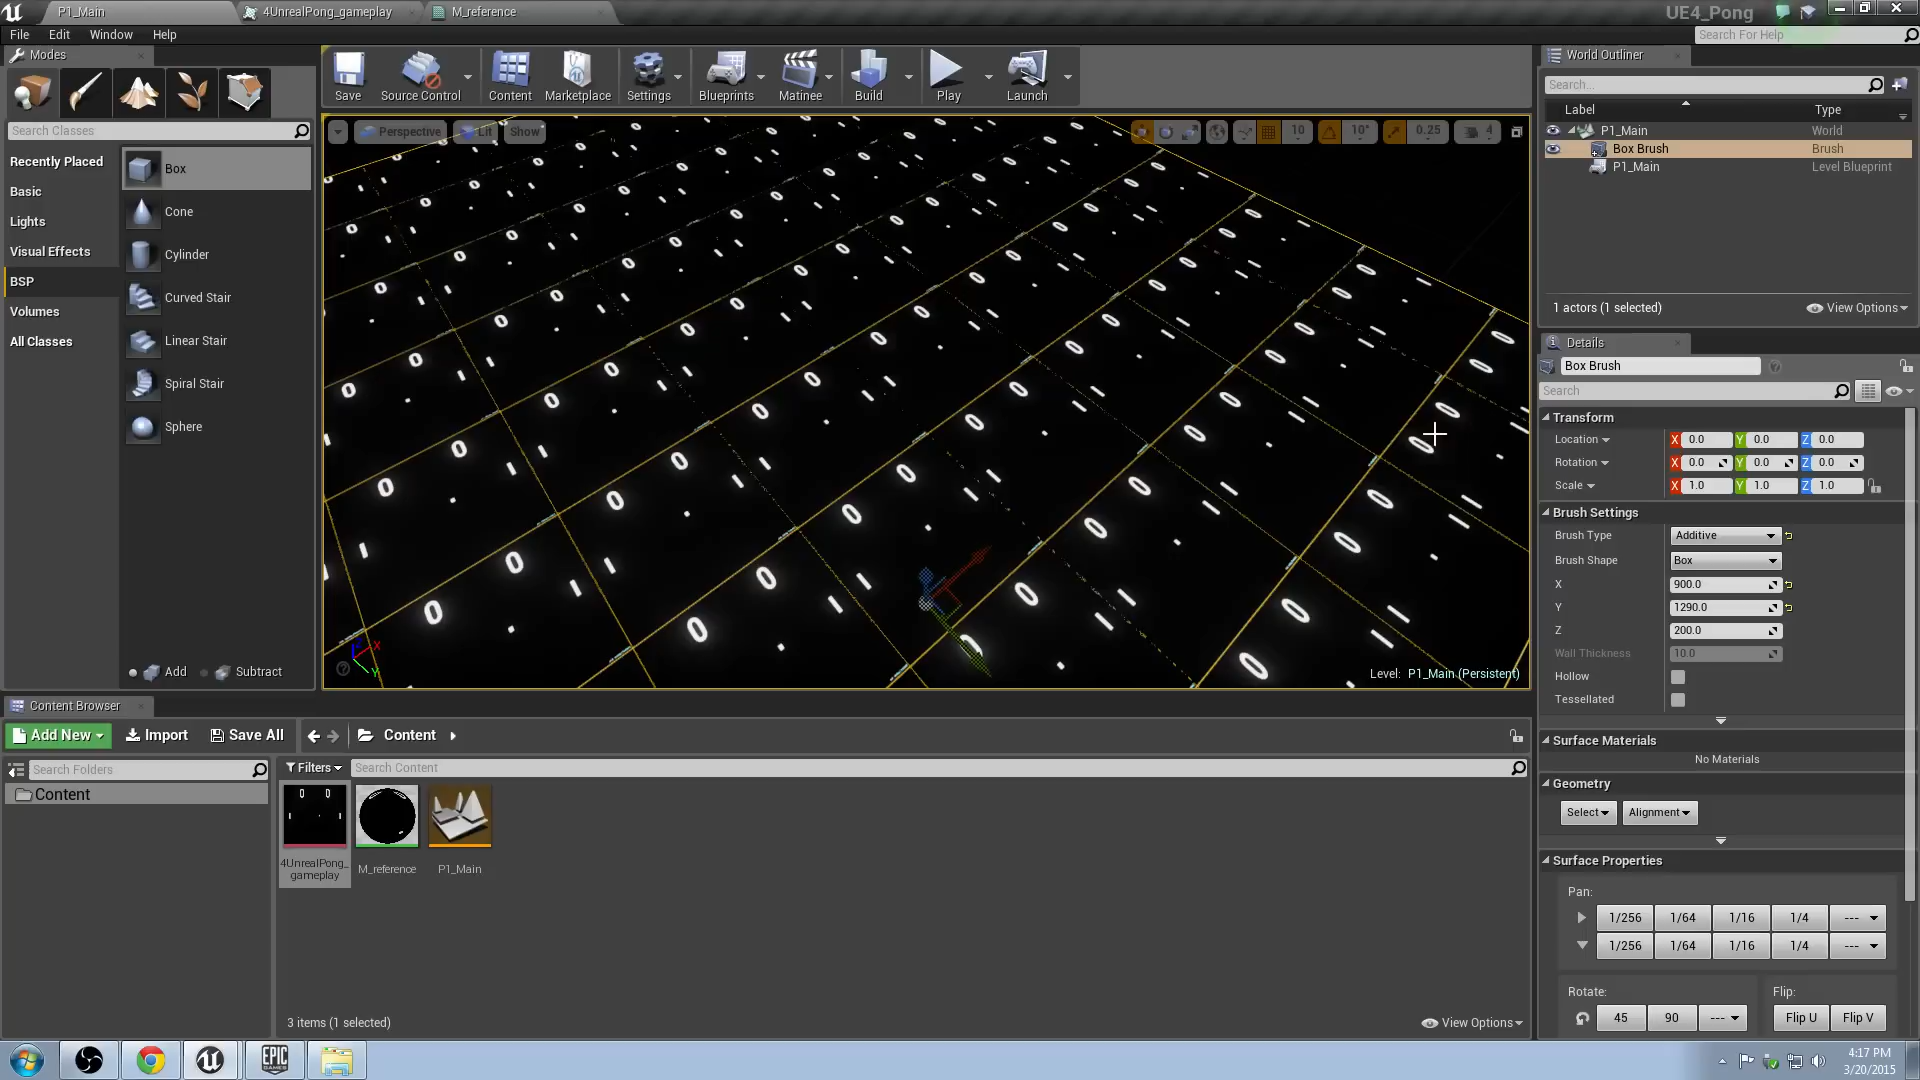 P1_Main
4UnrealPong_gameplay
M_reference
UE4_Pong
File Edit Window Help
Search For Help
Modes
Save
Source Control
Content
Marketplace
Settings
Blueprints
Matinee
Build
Play
Launch
World Outliner
Search...
Label Type
P1_Main World
Box Brush Brush
P1_Main Level Blueprint
1 actors (1 selected)
View Options
Search Classes
Recently Placed
Basic
Lights
Visual Effects
BSP
Volumes
All Classes
Box
Cone
Cylinder
Curved Stair
Linear Stair
Spiral Stair
Sphere
Add
Subtract
Perspective
Lit
Show
10
10°
0.25
4
Level: P1_Main (Persistent)
Details
Box Brush
Search
Transform
Location X 0.0 Y 0.0 Z 0.0
Rotation X 0.0 Y 0.0 Z 0.0
Scale X 1.0 Y 1.0 Z 1.0
Brush Settings
Brush Type Additive
Brush Shape Box
X 900.0
Y 1290.0
Z 200.0
Wall Thickness 10.0
Hollow
Tessellated
Surface Materials
No Materials
Geometry
Select Alignment
Surface Properties
Pan:
1/256 1/64 1/16 1/4 ---
1/256 1/64 1/16 1/4 ---
Rotate: Flip:
45 90 --- Flip U Flip V
Content Browser
Add New Import Save All Content
Search Folders
Content
Filters Search Content
4UnrealPong_
gameplay
M_reference
P1_Main
3 items (1 selected)
View Options
EPIC
GAMES
4:17 PM
3/20/2015